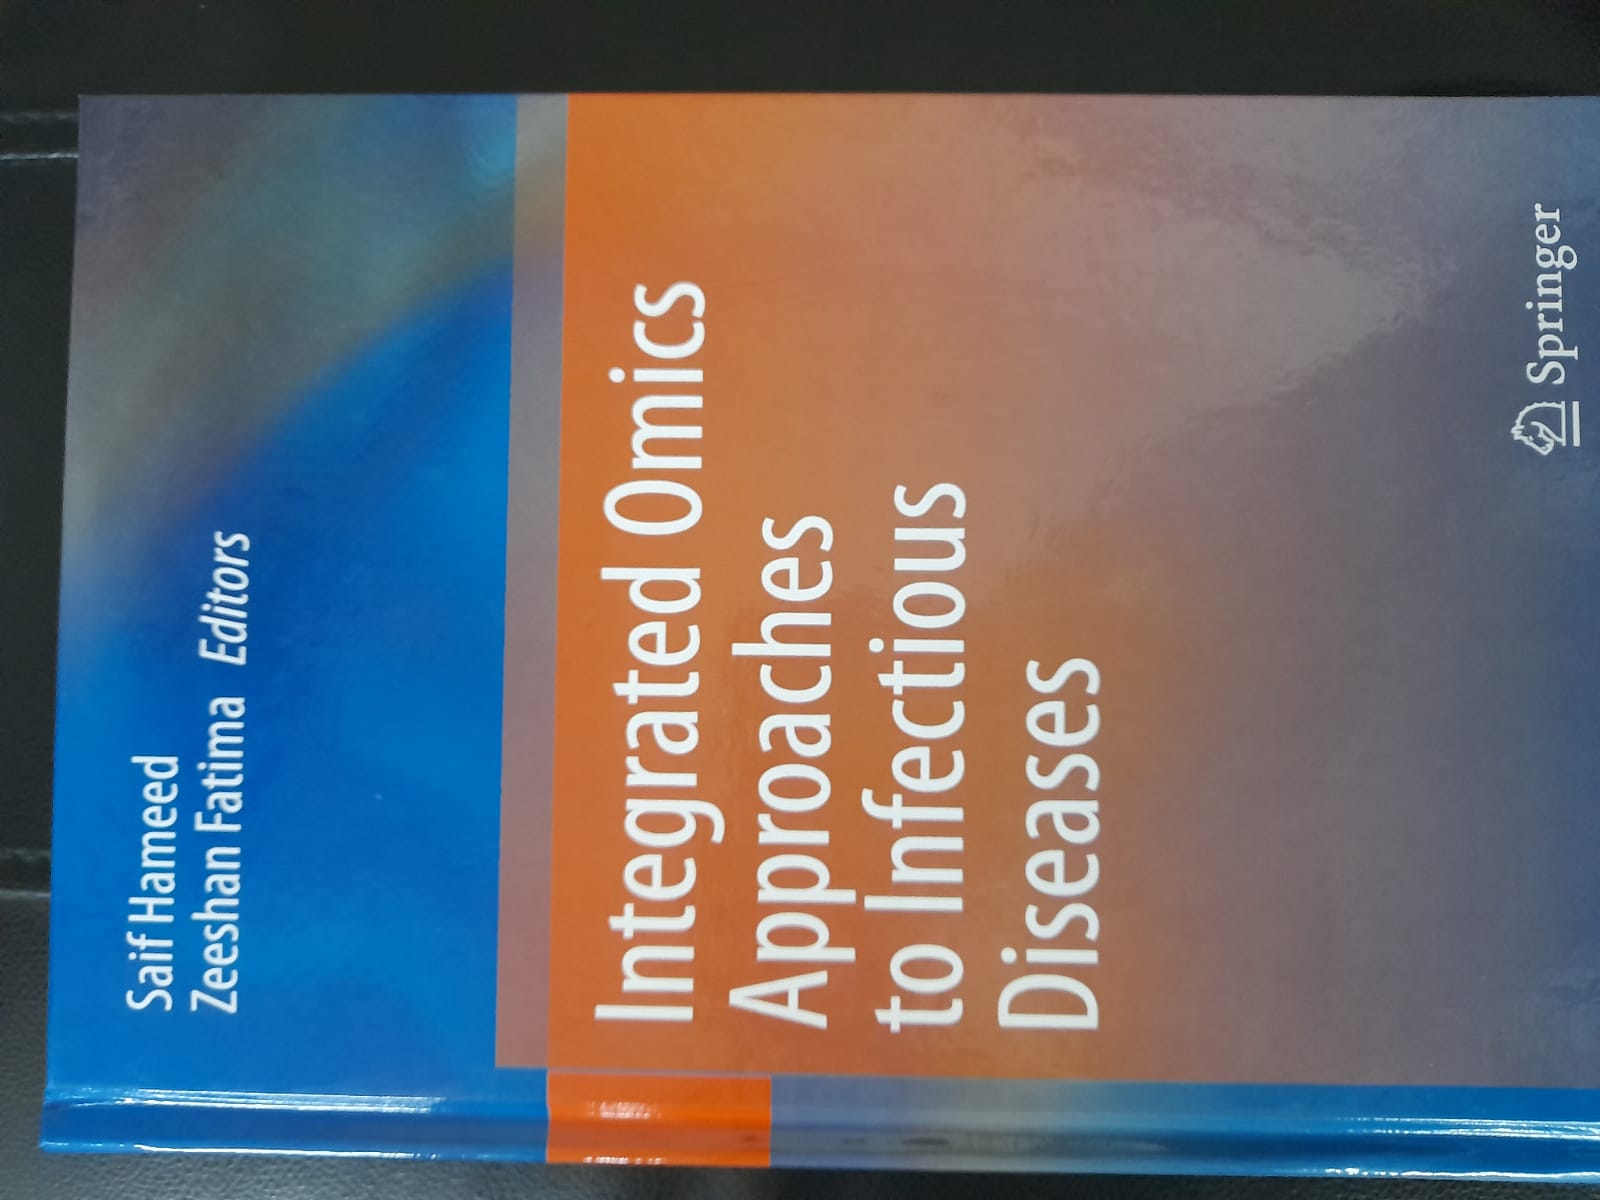 Saif Hameed
Zeeshan Fatima Editors
Integrated Omics
Approaches
to Infectious
Diseases
Springer